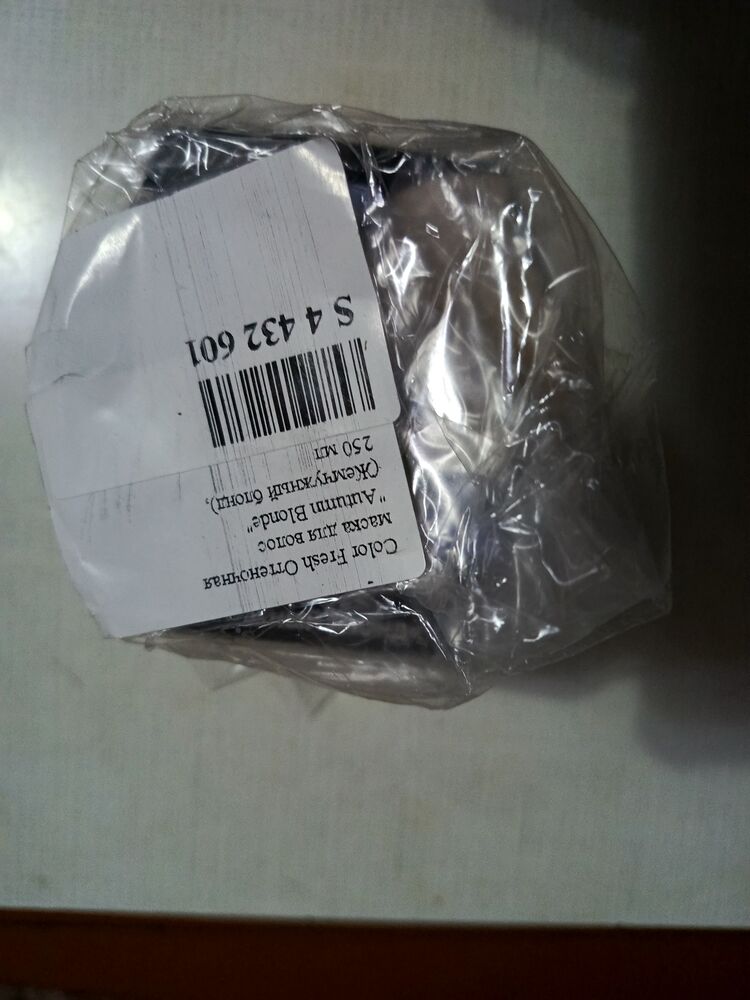 Color Fresh Оттеночная
маска для волос
"Autumn Blonde"
(Жемчужный блонд),
250 мл
S 4 432 601